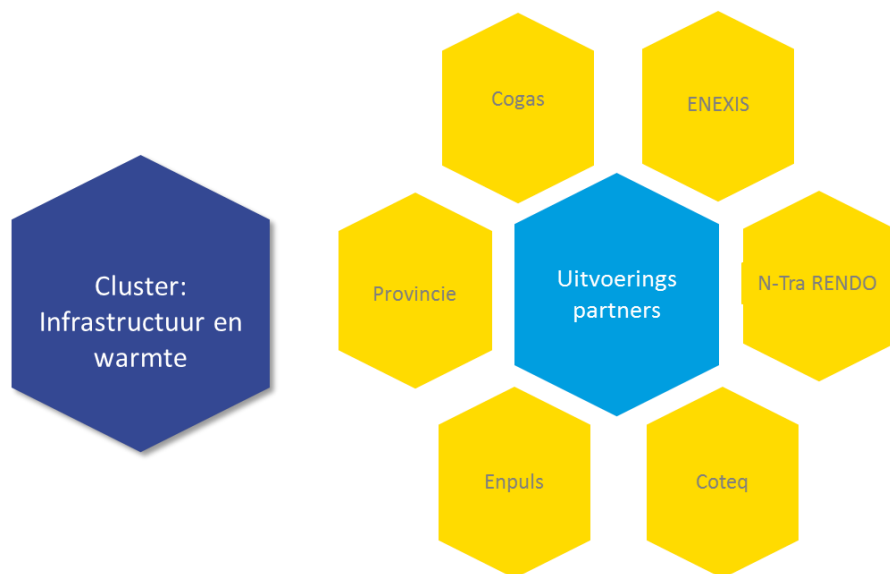 Cluster:
Infrastructuur en
warmte
Cogas
ENEXIS
Provincie
Uitvoerings
partners
N-Tra RENDO
Enpuls
Coteq